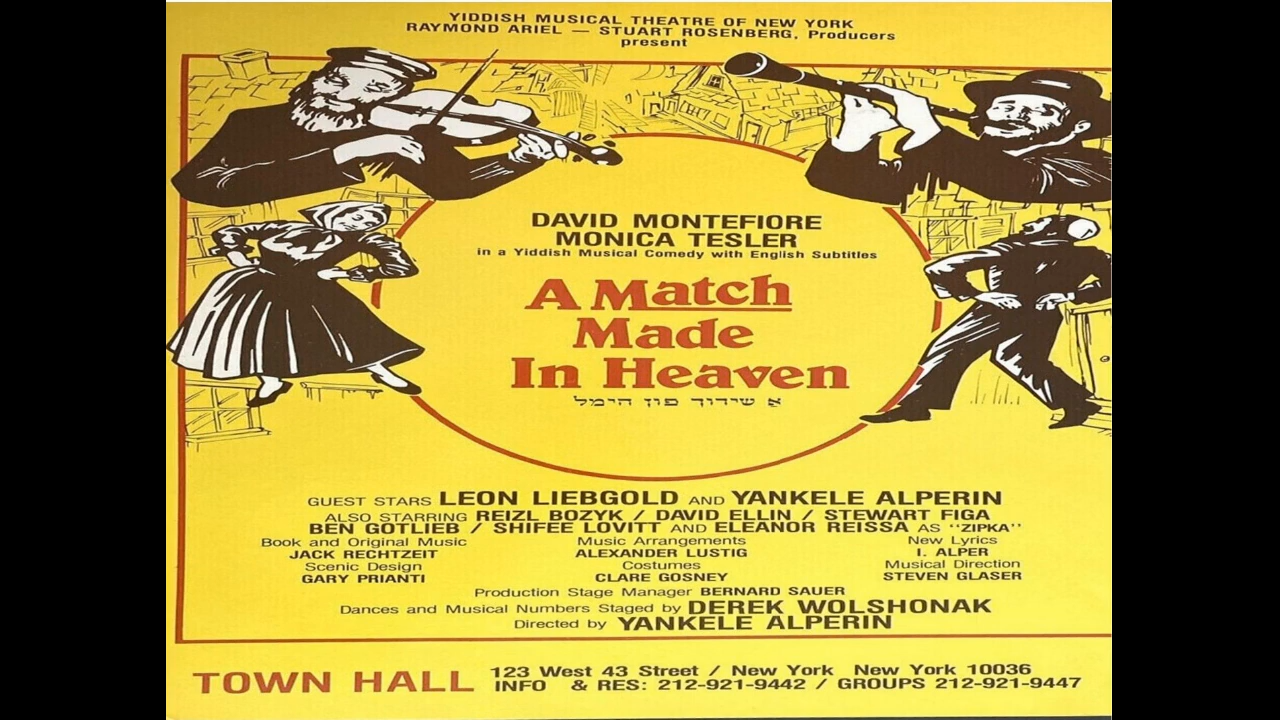 YIDDISH MUSICAL THEATRE OF NEW YORK
RAYMOND ARIEL — STUART ROSENBERG, Producers
present
DAVID MONTEFIORE
MONICA TESLER
in a Yiddish Musical Comedy with English Subtitles
A Match
Made
In Heaven
אַ שידוך פון הימל
GUEST STARS LEON LIEBGOLD AND YANKELE ALPERIN
ALSO STARRING REIZL BOZYK / DAVID ELLIN / STEWART FIGA
BEN GOTLIEB / SHIFEE LOVITT AND ELEANOR REISSA AS "ZIPKA"
Book and Original Music
JACK RECHTZEIT
Music Arrangements
ALEXANDER LUSTIG
New Lyrics
I. ALPER
Scenic Design
GARY PRIANTI
Costumes
CLARE GOSNEY
Musical Direction
STEVEN GLASER
Production Stage Manager BERNARD SAUER
Dances and Musical Numbers Staged by DEREK WOLSHONAK
Directed by YANKELE ALPERIN
TOWN HALL
123 West 43 Street / New York New York 10036
INFO & RES: 212-921-9442 / GROUPS 212-921-9447